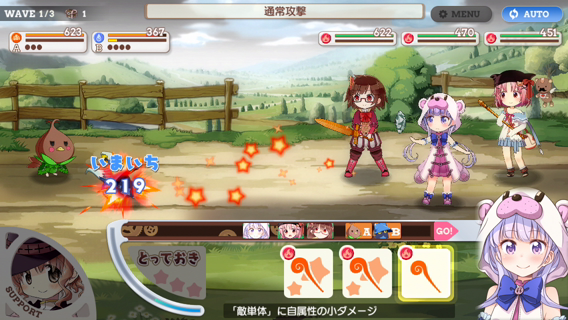 WAVE 1/3
1
通常攻撃
MENU
AUTO
623
A
367
B
622
470
451
いまいち
219
A
B
GO!
とっておき
SUPPORT
「敵単体」に自属性の小ダメージ